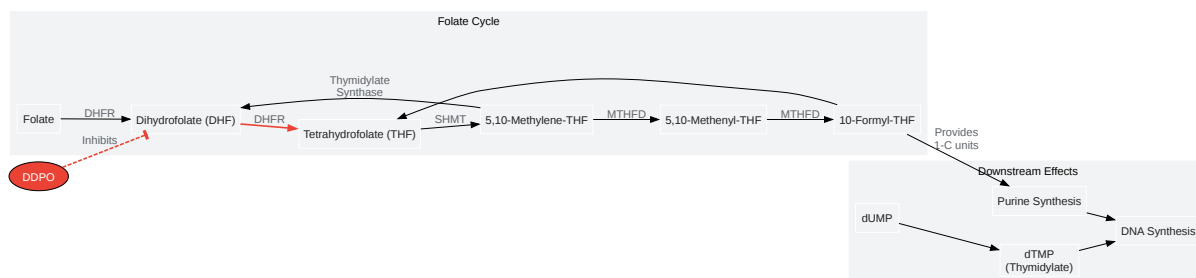 Folate Cycle
Thymidylate
Synthase
Folate
DHFR
Dihydrofolate (DHF)
DHFR
Tetrahydrofolate (THF)
SHMT
5,10-Methylene-THF
MTHFD
5,10-Methenyl-THF
MTHFD
10-Formyl-THF
Inhibits
DDPO
Provides
1-C units
Downstream Effects
Purine Synthesis
dUMP
DNA Synthesis
dTMP
(Thymidylate)